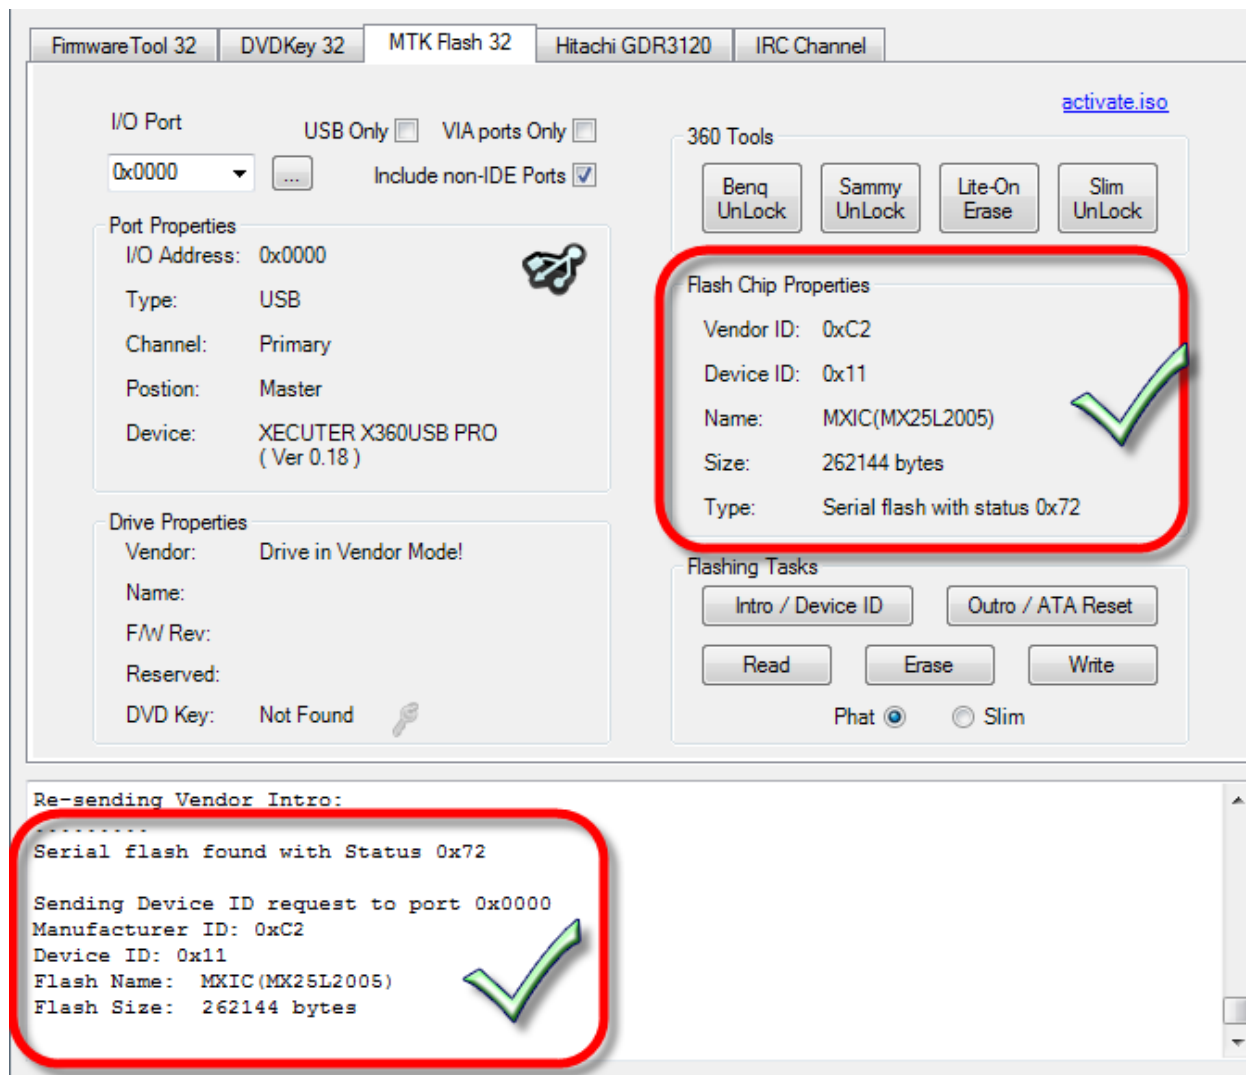 FirmwareTool 32
DVDKey 32
MTK Flash 32
Hitachi GDR3120
IRC Channel
activate.iso
I/O Port
USB Only
VIA ports Only
0x0000
...
Include non-IDE Ports
Port Properties
I/O Address: 0x0000
Type: USB
Channel: Primary
Postion: Master
Device: XECUTER X360USB PRO
( Ver 0.18 )
Drive Properties
Vendor: Drive in Vendor Mode!
Name:
F/W Rev:
Reserved:
DVD Key: Not Found
360 Tools
Benq
UnLock
Sammy
UnLock
Lite-On
Erase
Slim
UnLock
Flash Chip Properties
Vendor ID: 0xC2
Device ID: 0x11
Name: MXIC(MX25L2005)
Size: 262144 bytes
Type: Serial flash with status 0x72
Flashing Tasks
Intro / Device ID
Outro / ATA Reset
Read
Erase
Write
Phat
Slim
Re-sending Vendor Intro:
.........
Serial flash found with Status 0x72
Sending Device ID request to port 0x0000
Manufacturer ID: 0xC2
Device ID: 0x11
Flash Name: MXIC(MX25L2005)
Flash Size: 262144 bytes